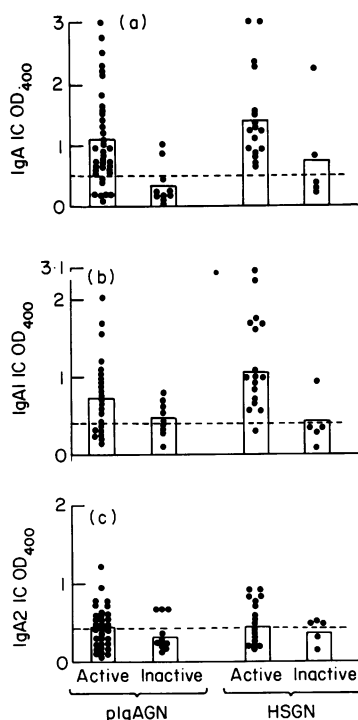 (a)
IgA IC OD400
3
2
1
0
(b)
IgA1 IC OD400
3·1
2
1
0
(c)
IgA2 IC OD400
2
1
0
Active Inactive Active Inactive
pIgAGN HSGN